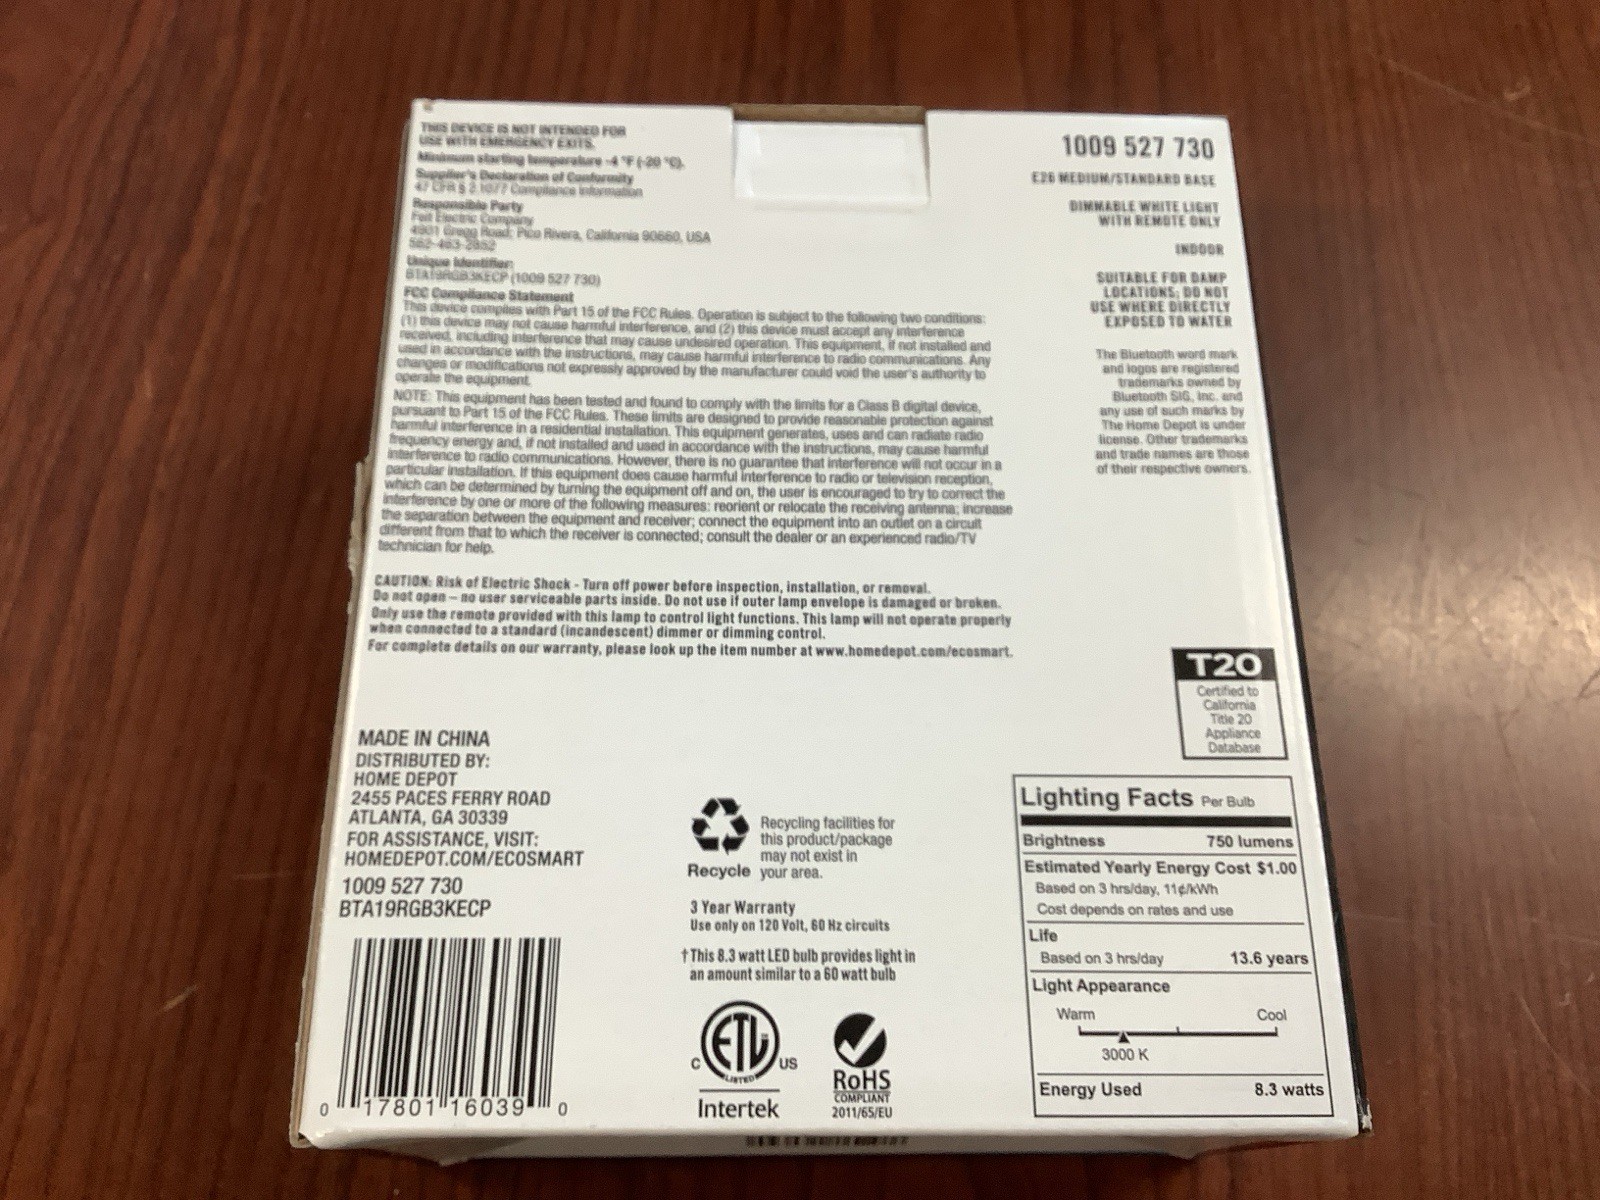 THIS DEVICE IS NOT INTENDED FOR
USE WITH EMERGENCY EXITS.
Minimum starting temperature -4 °F (-20 °C).
Supplier's Declaration of Conformity
47 CFR § 2.1077 Compliance Information
Responsible Party
Feit Electric Company
4901 Gregg Road, Pico Rivera, California 90660, USA
562-463-2852
Unique Identifier:
BTA19RGB3KECP (1009 527 730)
FCC Compliance Statement
This device complies with Part 15 of the FCC Rules. Operation is subject to the following two conditions:
(1) this device may not cause harmful interference, and (2) this device must accept any interference
received, including interference that may cause undesired operation. This equipment, if not installed and
used in accordance with the instructions, may cause harmful interference to radio communications. Any
changes or modifications not expressly approved by the manufacturer could void the user's authority to
operate the equipment.
NOTE: This equipment has been tested and found to comply with the limits for a Class B digital device,
pursuant to Part 15 of the FCC Rules. These limits are designed to provide reasonable protection against
harmful interference in a residential installation. This equipment generates, uses and can radiate radio
frequency energy and, if not installed and used in accordance with the instructions, may cause harmful
interference to radio communications. However, there is no guarantee that interference will not occur in a
particular installation. If this equipment does cause harmful interference to radio or television reception,
which can be determined by turning the equipment off and on, the user is encouraged to try to correct the
interference by one or more of the following measures: reorient or relocate the receiving antenna; increase
the separation between the equipment and receiver; connect the equipment into an outlet on a circuit
different from that to which the receiver is connected; consult the dealer or an experienced radio/TV
technician for help.
CAUTION: Risk of Electric Shock - Turn off power before inspection, installation, or removal.
Do not open – no user serviceable parts inside. Do not use if outer lamp envelope is damaged or broken.
Only use the remote provided with this lamp to control light functions. This lamp will not operate properly
when connected to a standard (incandescent) dimmer or dimming control.
For complete details on our warranty, please look up the item number at www.homedepot.com/ecosmart.
1009 527 730
E26 MEDIUM/STANDARD BASE
DIMMABLE WHITE LIGHT
WITH REMOTE ONLY
INDOOR
SUITABLE FOR DAMP
LOCATIONS; DO NOT
USE WHERE DIRECTLY
EXPOSED TO WATER
The Bluetooth word mark
and logos are registered
trademarks owned by
Bluetooth SIG, Inc. and
any use of such marks by
The Home Depot is under
license. Other trademarks
and trade names are those
of their respective owners.
T20
Certified to
California
Title 20
Appliance
Database
MADE IN CHINA
DISTRIBUTED BY:
HOME DEPOT
2455 PACES FERRY ROAD
ATLANTA, GA 30339
FOR ASSISTANCE, VISIT:
HOMEDEPOT.COM/ECOSMART
1009 527 730
BTA19RGB3KECP
0 17801 16039 0
Recycle
Recycling facilities for
this product/package
may not exist in
your area.
3 Year Warranty
Use only on 120 Volt, 60 Hz circuits
†This 8.3 watt LED bulb provides light in
an amount similar to a 60 watt bulb
C ETL US
LISTED
Intertek
RoHS
COMPLIANT
2011/65/EU
Lighting Facts Per Bulb
Brightness 750 lumens
Estimated Yearly Energy Cost $1.00
Based on 3 hrs/day, 11¢/kWh
Cost depends on rates and use
Life
Based on 3 hrs/day 13.6 years
Light Appearance
Warm Cool
3000 K
Energy Used 8.3 watts